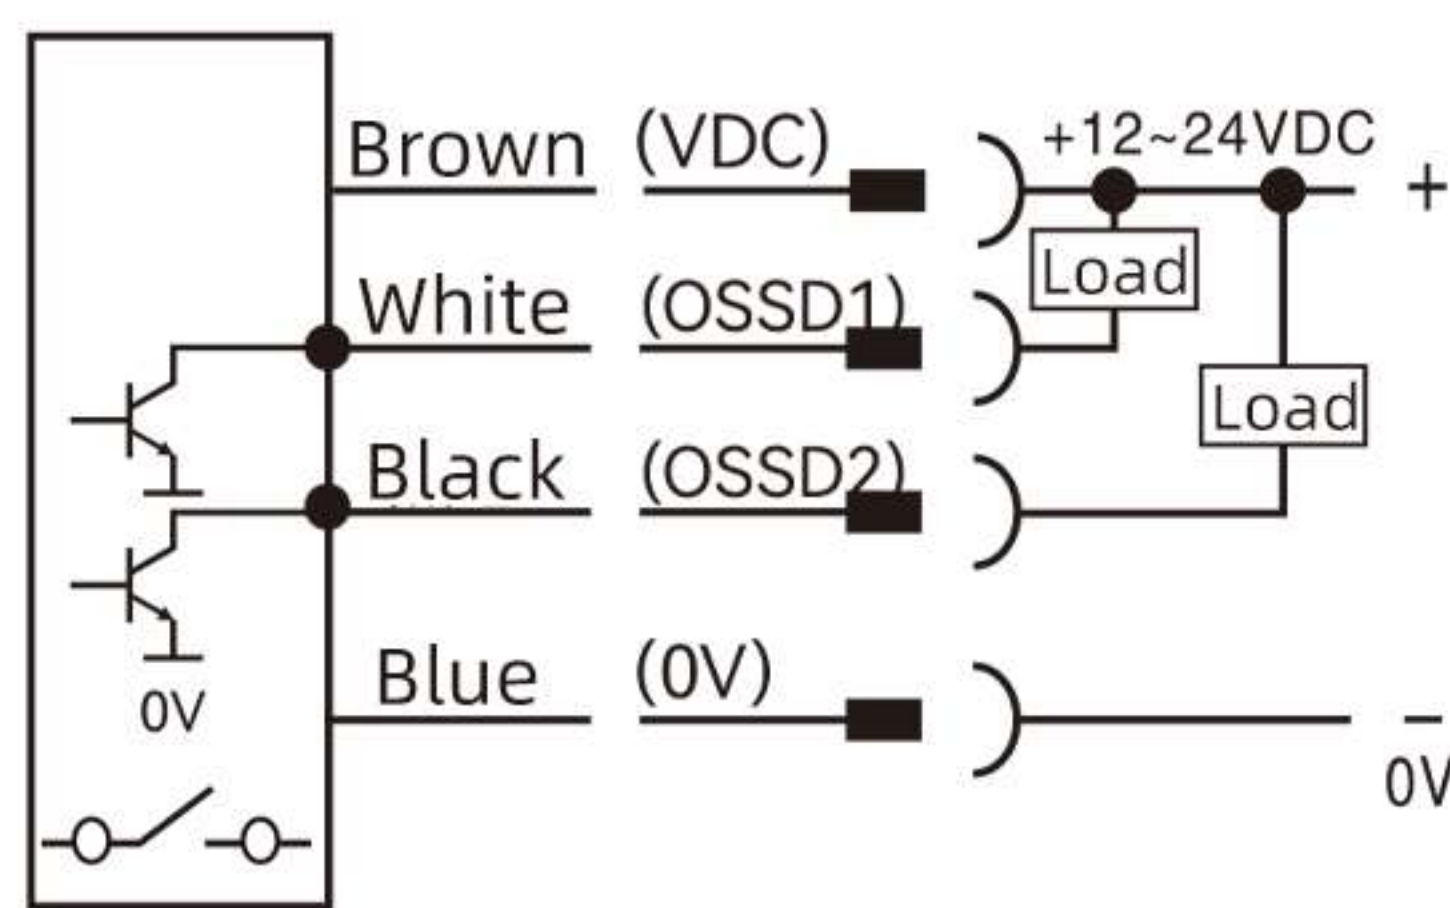 Brown (VDC) +12~24VDC +
Load
White (OSSD1)
Load
Black (OSSD2)
Blue (0V) −
0V
0V